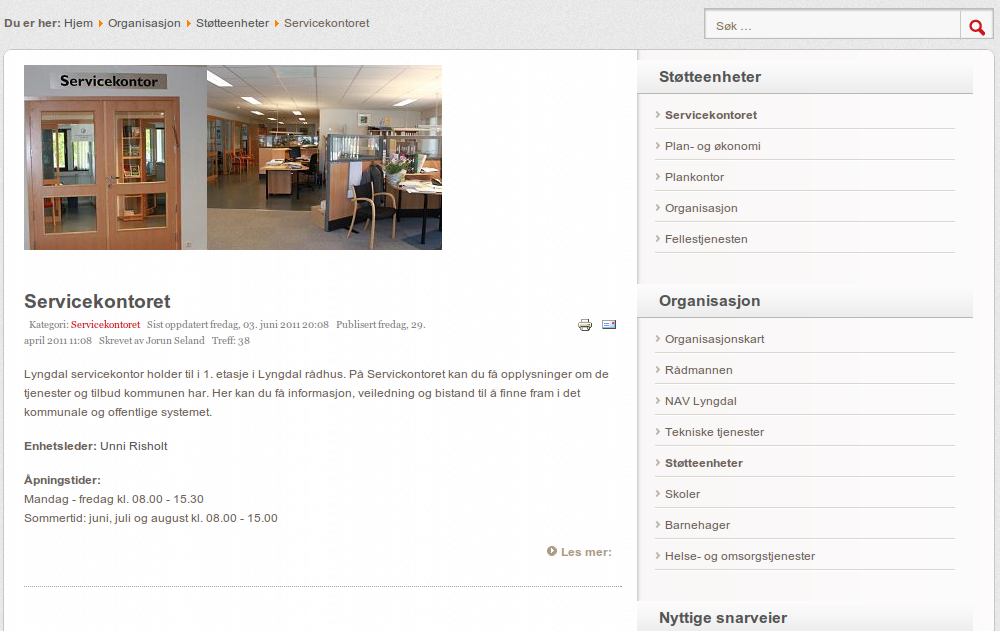 Du er her: Hjem Organisasjon Støtteenheter Servicekontoret
Søk ...
Servicekontor
Servicekontoret
Kategori: Servicekontoret Sist oppdatert fredag, 03. juni 2011 20:08 Publisert fredag, 29.
april 2011 11:08 Skrevet av Jorun Seland Treff: 38
Lyngdal servicekontor holder til i 1. etasje i Lyngdal rådhus. På Servickontoret kan du få opplysninger om de
tjenester og tilbud kommunen har. Her kan du få informasjon, veiledning og bistand til å finne fram i det
kommunale og offentlige systemet.
Enhetsleder: Unni Risholt
Åpningstider:
Mandag - fredag kl. 08.00 - 15.30
Sommertid: juni, juli og august kl. 08.00 - 15.00
Les mer:
Støtteenheter
Servicekontoret
Plan- og økonomi
Plankontor
Organisasjon
Fellestjenesten
Organisasjon
Organisasjonskart
Rådmannen
NAV Lyngdal
Tekniske tjenester
Støtteenheter
Skoler
Barnehager
Helse- og omsorgstjenester
Nyttige snarveier